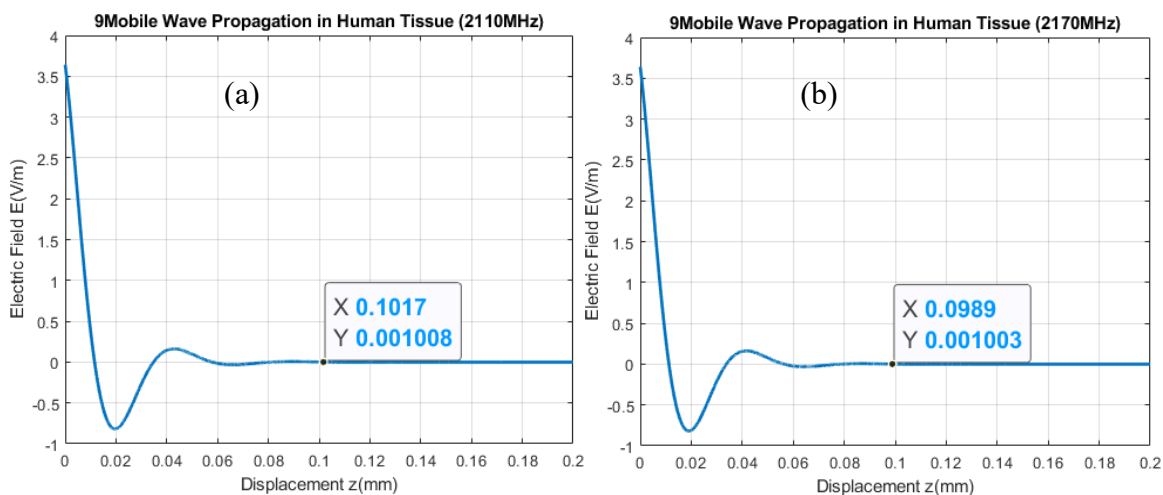 9Mobile Wave Propagation in Human Tissue (2110MHz)
(a)
Electric Field E(V/m)
4
3.5
3
2.5
2
1.5
1
0.5
0
-0.5
-1
X 0.1017
Y 0.001008
0 0.02 0.04 0.06 0.08 0.1 0.12 0.14 0.16 0.18 0.2
Displacement z(mm)
9Mobile Wave Propagation in Human Tissue (2170MHz)
(b)
Electric Field E(V/m)
4
3.5
3
2.5
2
1.5
1
0.5
0
-0.5
-1
X 0.0989
Y 0.001003
0 0.02 0.04 0.06 0.08 0.1 0.12 0.14 0.16 0.18 0.2
Displacement z(mm)